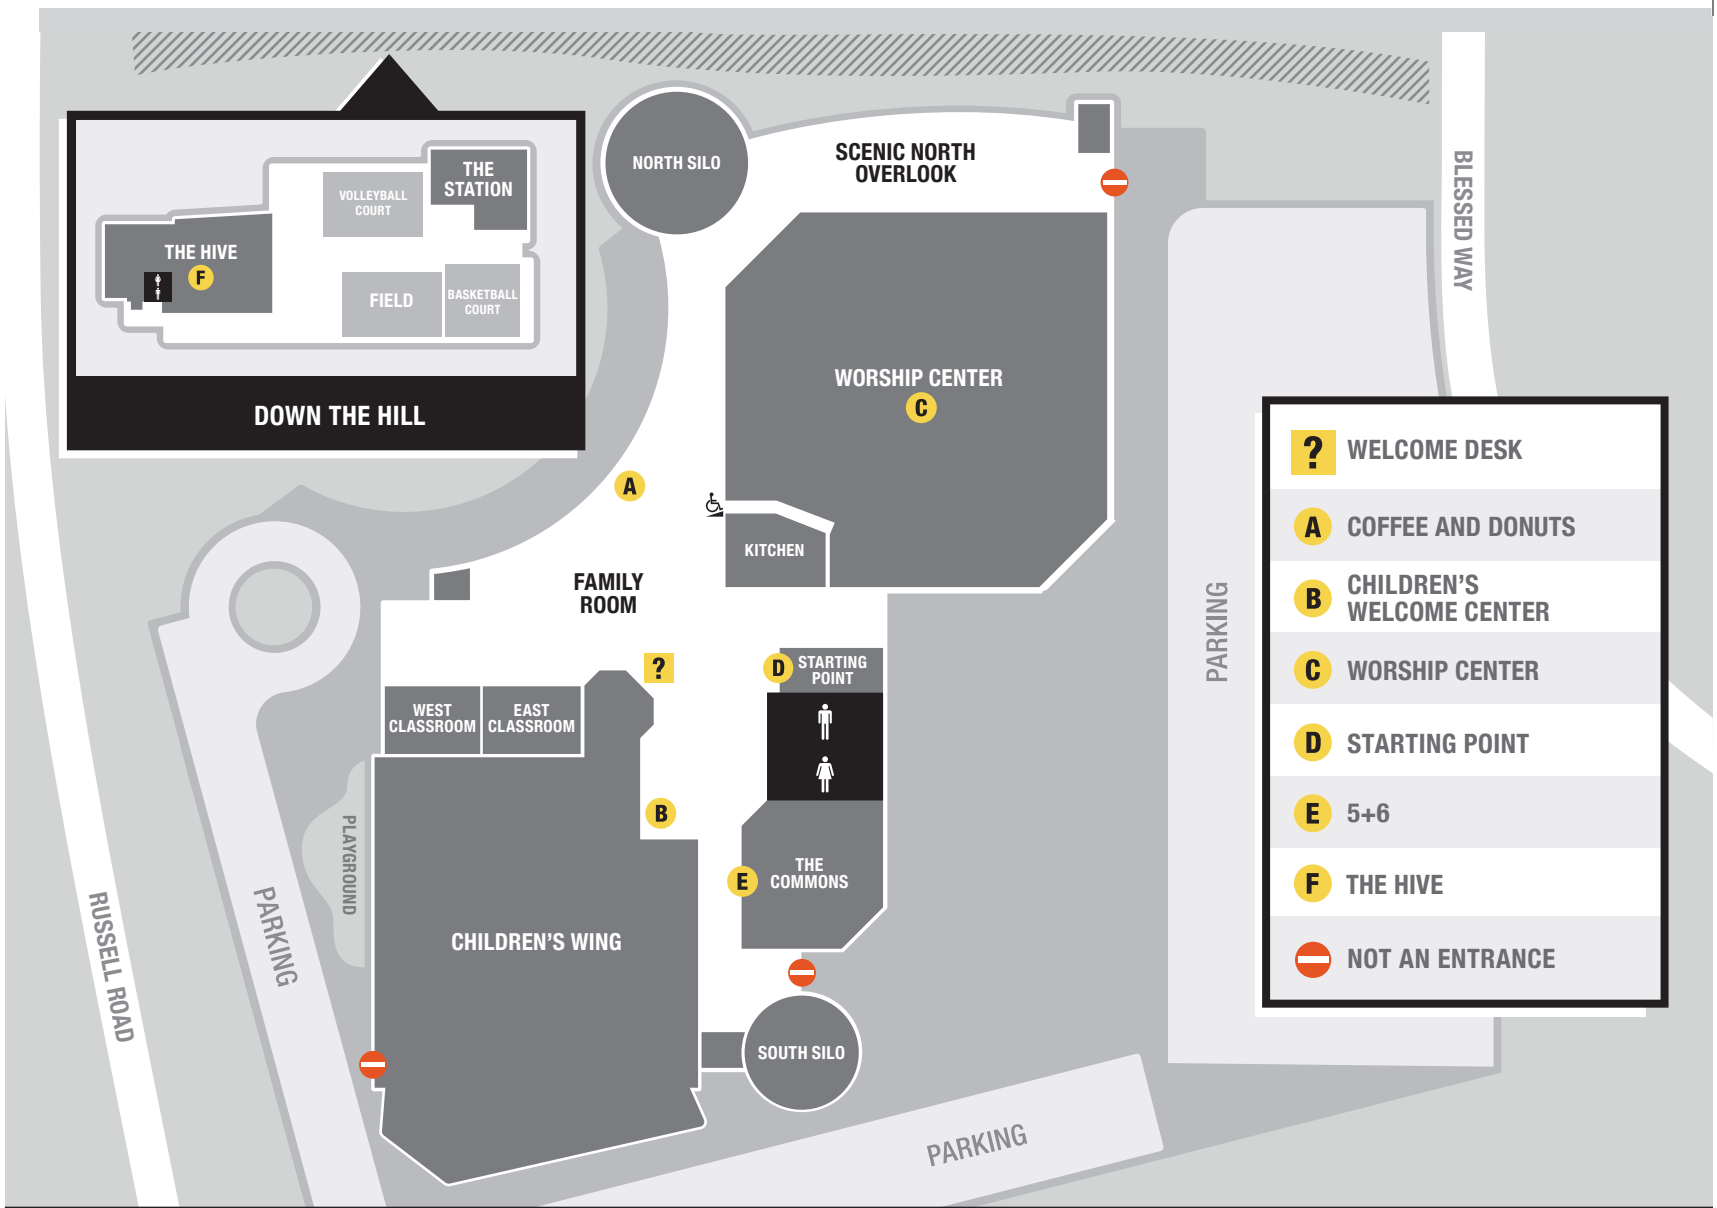 NORTH SILO
SCENIC NORTH
OVERLOOK
BLESSED WAY
THE
STATION
VOLLEYBALL
COURT
THE HIVE
F
FIELD
BASKETBALL
COURT
DOWN THE HILL
WORSHIP CENTER
C
A
KITCHEN
FAMILY
ROOM
?
D
STARTING
POINT
WEST
CLASSROOM
EAST
CLASSROOM
B
PLAYGROUND
THE
COMMONS
E
CHILDREN'S WING
SOUTH SILO
RUSSELL ROAD
PARKING
PARKING
PARKING
? WELCOME DESK
A COFFEE AND DONUTS
B CHILDREN'S
WELCOME CENTER
C WORSHIP CENTER
D STARTING POINT
E 5+6
F THE HIVE
NOT AN ENTRANCE